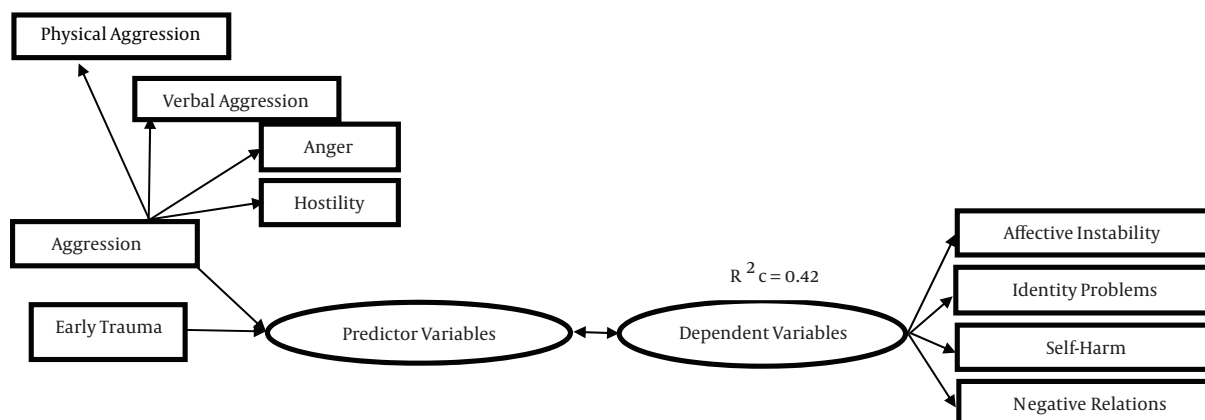 Physical Aggression
Verbal Aggression
Anger
Hostility
Aggression
Early Trauma
Predictor Variables
R 2 c = 0.42
Dependent Variables
Affective Instability
Identity Problems
Self-Harm
Negative Relations